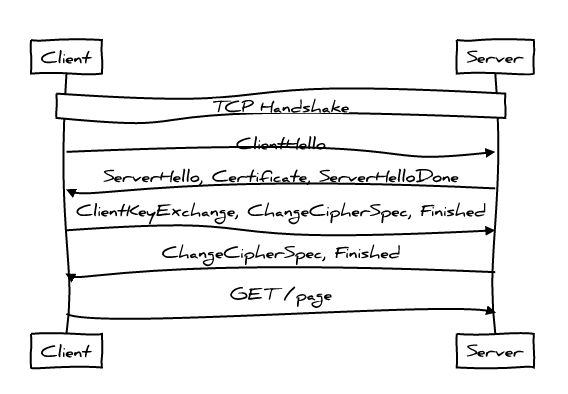 Client Server
TCP Handshake
ClientHello
ServerHello, Certificate, ServerHelloDone
ClientKeyExchange, ChangeCipherSpec, Finished
ChangeCipherSpec, Finished
GET /page
Client Server